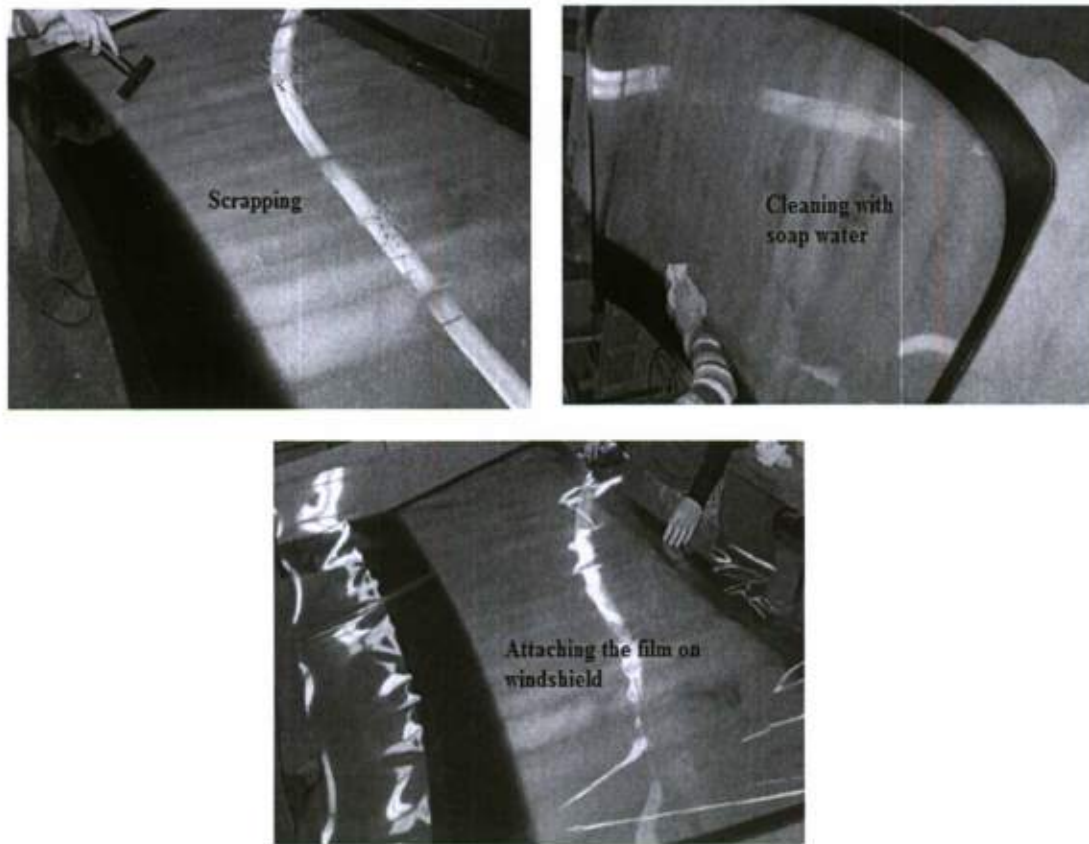 Scrapping
Cleaning with
soap water
Attaching the film on
windshield